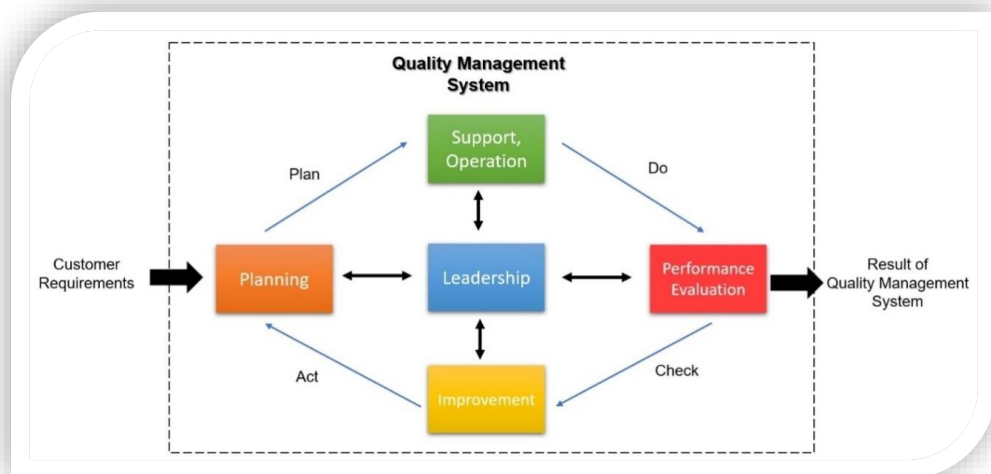 Quality Management
System
Support,
Operation
Plan
Do
Customer
Requirements
Planning
Leadership
Performance
Evaluation
Result of
Quality Management
System
Act
Improvement
Check